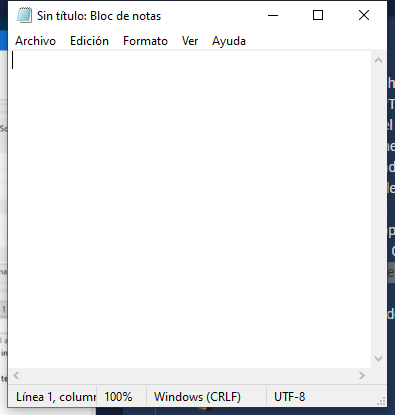 Sin título: Bloc de notas
Archivo Edición Formato Ver Ayuda
Línea 1, column 100% Windows (CRLF) UTF-8